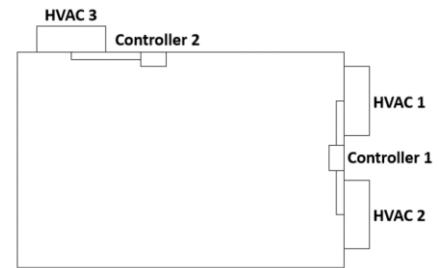 HVAC 3
Controller 2
HVAC 1
Controller 1
HVAC 2